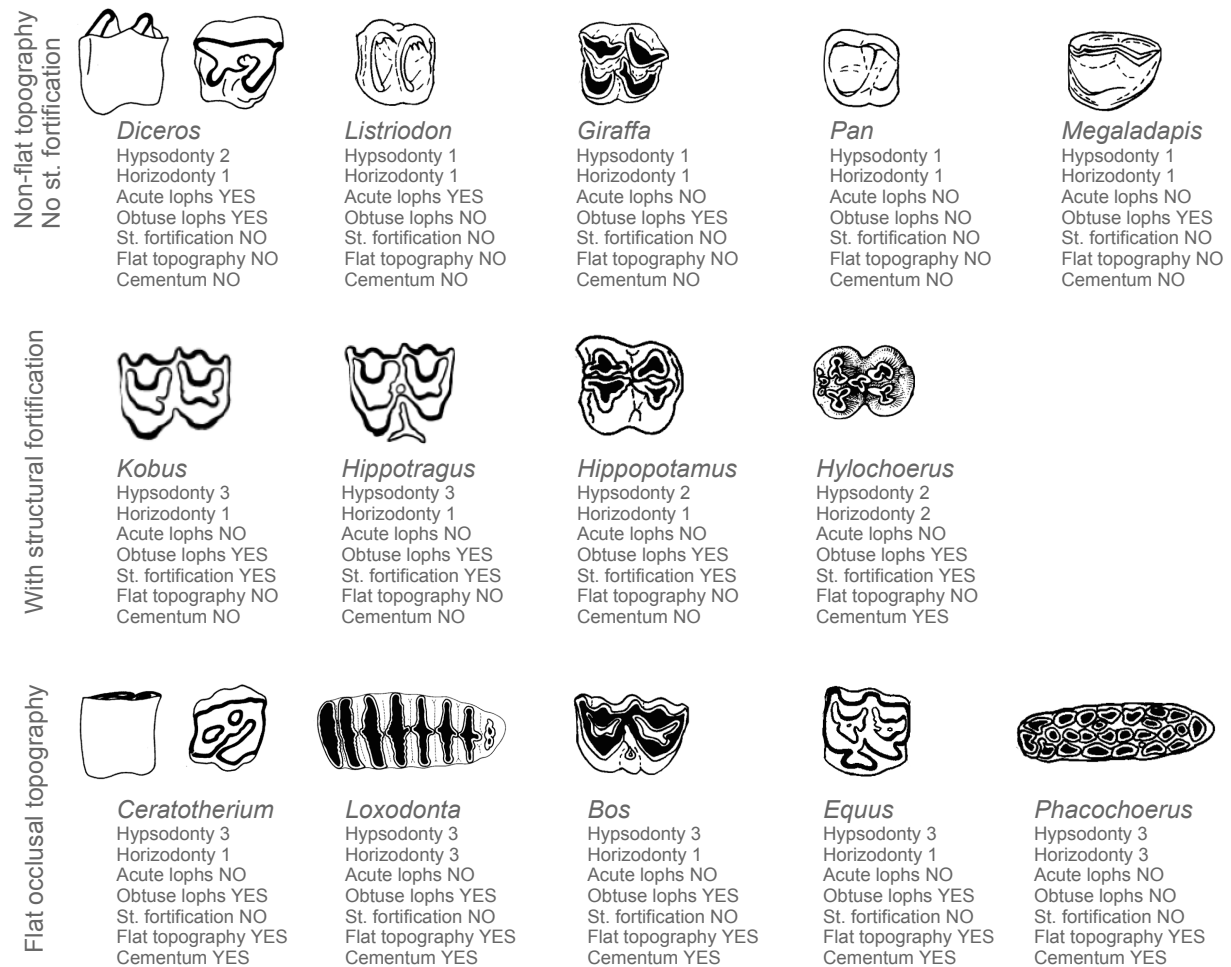 Non-flat topography
No st. fortification
Diceros
Hypsodonty 2
Horizodonty 1
Acute lophs YES
Obtuse lophs YES
St. fortification NO
Flat topography NO
Cementum NO
Listriodon
Hypsodonty 1
Horizodonty 1
Acute lophs YES
Obtuse lophs NO
St. fortification NO
Flat topography NO
Cementum NO
Giraffa
Hypsodonty 1
Horizodonty 1
Acute lophs NO
Obtuse lophs YES
St. fortification NO
Flat topography NO
Cementum NO
Pan
Hypsodonty 1
Horizodonty 1
Acute lophs NO
Obtuse lophs NO
St. fortification NO
Flat topography NO
Cementum NO
Megaladapis
Hypsodonty 1
Horizodonty 1
Acute lophs NO
Obtuse lophs YES
St. fortification NO
Flat topography NO
Cementum NO
With structural fortification
Kobus
Hypsodonty 3
Horizodonty 1
Acute lophs NO
Obtuse lophs YES
St. fortification YES
Flat topography NO
Cementum NO
Hippotragus
Hypsodonty 3
Horizodonty 1
Acute lophs NO
Obtuse lophs YES
St. fortification YES
Flat topography NO
Cementum NO
Hippopotamus
Hypsodonty 2
Horizodonty 1
Acute lophs NO
Obtuse lophs YES
St. fortification YES
Flat topography NO
Cementum NO
Hylochoerus
Hypsodonty 2
Horizodonty 2
Acute lophs NO
Obtuse lophs YES
St. fortification YES
Flat topography NO
Cementum YES
Flat occlusal topography
Ceratotherium
Hypsodonty 3
Horizodonty 1
Acute lophs NO
Obtuse lophs YES
St. fortification NO
Flat topography YES
Cementum YES
Loxodonta
Hypsodonty 3
Horizodonty 3
Acute lophs NO
Obtuse lophs YES
St. fortification NO
Flat topography YES
Cementum YES
Bos
Hypsodonty 3
Horizodonty 1
Acute lophs NO
Obtuse lophs YES
St. fortification NO
Flat topography YES
Cementum YES
Equus
Hypsodonty 3
Horizodonty 1
Acute lophs NO
Obtuse lophs YES
St. fortification NO
Flat topography YES
Cementum YES
Phacochoerus
Hypsodonty 3
Horizodonty 3
Acute lophs NO
Obtuse lophs NO
St. fortification NO
Flat topography YES
Cementum YES